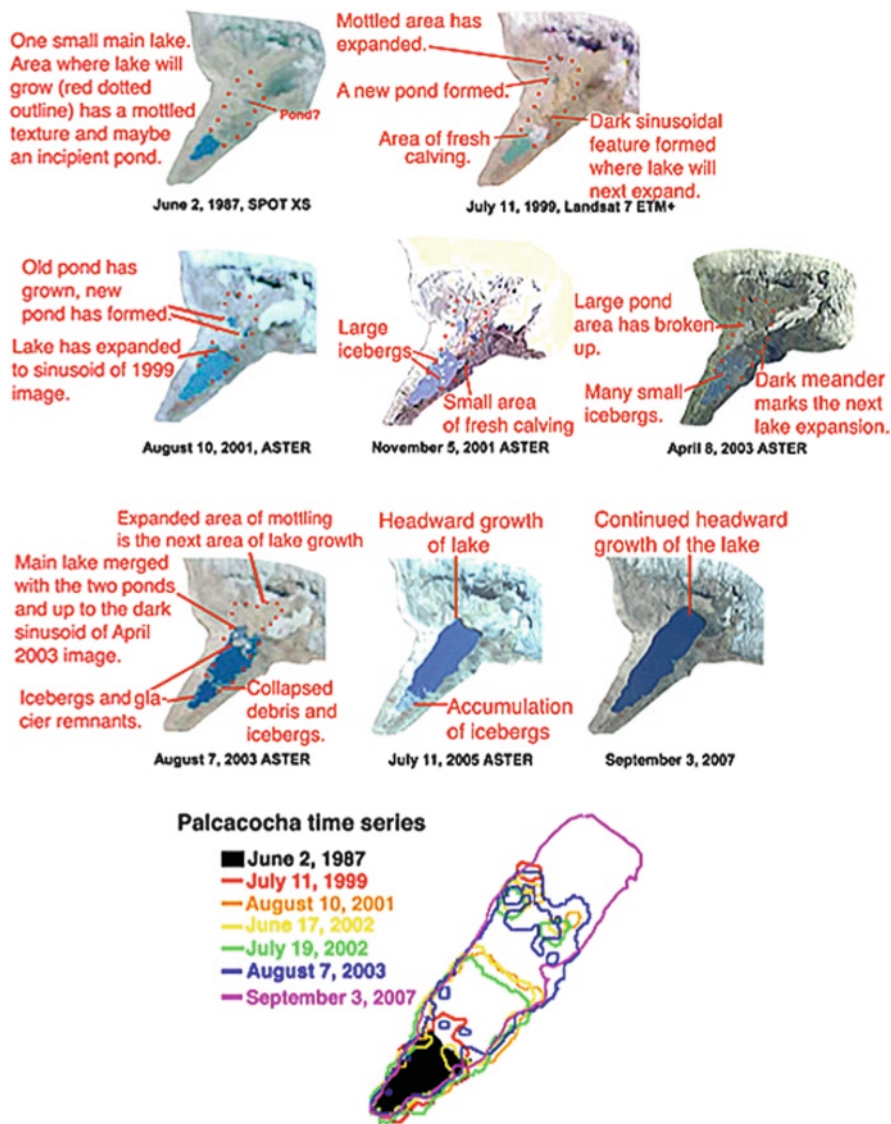 One small main lake.
Area where lake will
grow (red dotted
outline) has a mottled
texture and maybe
an incipient pond.
Pond?
June 2, 1987, SPOT XS
Mottled area has
expanded.
A new pond formed.
Area of fresh
calving.
Dark sinusoidal
feature formed
where lake will
next expand.
July 11, 1999, Landsat 7 ETM+
Old pond has
grown, new
pond has formed.
Lake has expanded
to sinusoid of 1999
image.
August 10, 2001, ASTER
Large
icebergs
Small area
of fresh calving
November 5, 2001 ASTER
Large pond
area has broken
up.
Many small
icebergs.
Dark meander
marks the next
lake expansion.
April 8, 2003 ASTER
Expanded area of mottling
is the next area of lake growth
Main lake merged
with the two ponds
and up to the dark
sinusoid of April
2003 image.
Icebergs and gla-
cier remnants.
Collapsed
debris and
icebergs.
August 7, 2003 ASTER
Headward growth
of lake
Accumulation
of icebergs
July 11, 2005 ASTER
Continued headward
growth of the lake
September 3, 2007
Palcacocha time series
June 2, 1987
July 11, 1999
August 10, 2001
June 17, 2002
July 19, 2002
August 7, 2003
September 3, 2007